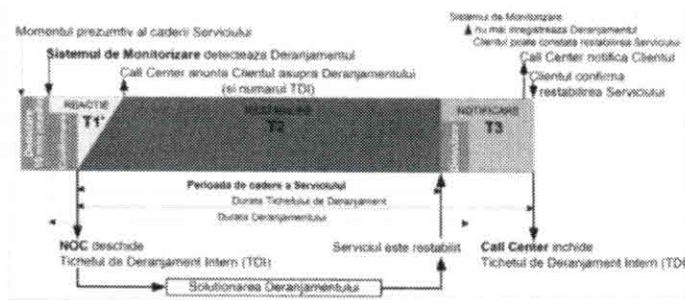 Sistemul de Monitorizare
nu mai inregistreaza Deranjamentul
Clientul poate constata restabilirea Serviciului
Momentul prezumtiv al caderii Serviciului
Sistemul de Monitorizare detecteaza Deranjamentul
Call Center notifica Clientul
Call Center anunta Clientul asupra Deranjamentului
(si numarul TDI)
Clientul confirma
restabilirea Serviciului
REACTIE
T1'
T2
NOTIFICARE
T3
Perioada de cadere a Serviciului
Durata Tichetului de Deranjament
Durata Deranjamentului
NOC deschide
Tichetul de Deranjament Intern (TDI)
Serviciul este restabilit
Call Center inchide
Tichetul de Deranjament Intern (TDI
Solutionarea Deranjamentului